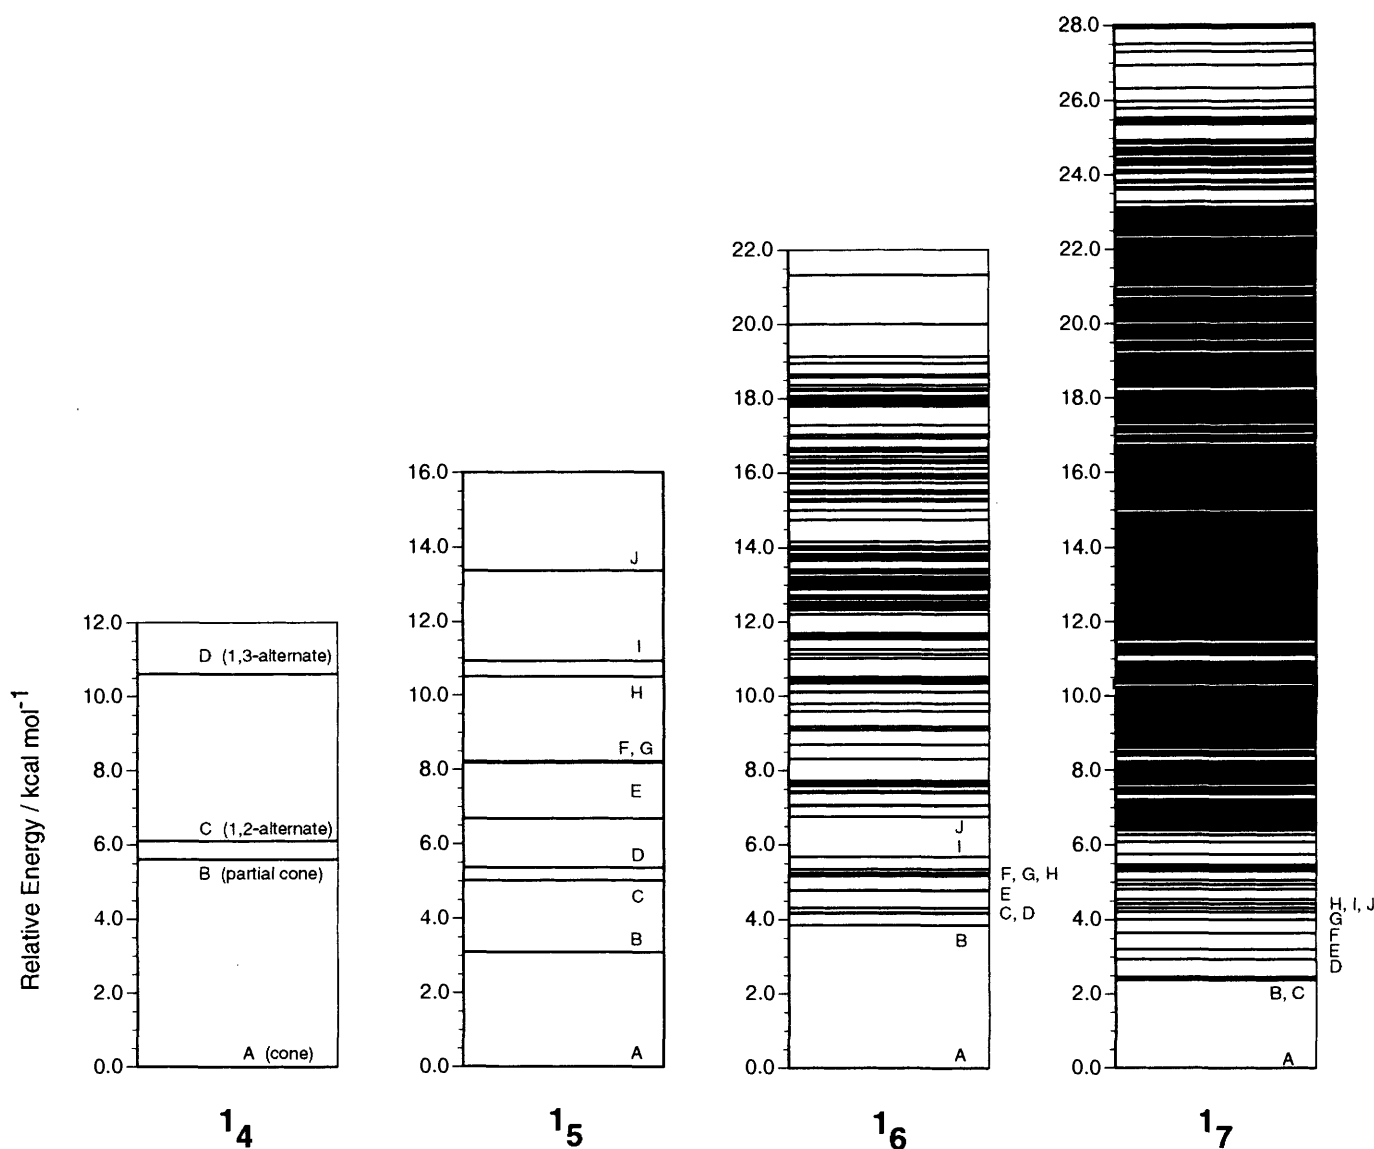 Relative Energy / kcal mol⁻¹
12.0
10.0
8.0
6.0
4.0
2.0
0.0
D (1,3-alternate)
C (1,2-alternate)
B (partial cone)
A (cone)
1₄
16.0
14.0
12.0
10.0
8.0
6.0
4.0
2.0
0.0
J
I
H
F, G
E
D
C
B
A
1₅
22.0
20.0
18.0
16.0
14.0
12.0
10.0
8.0
6.0
4.0
2.0
0.0
J
I
F, G, H
E
C, D
B
A
1₆
28.0
26.0
24.0
22.0
20.0
18.0
16.0
14.0
12.0
10.0
8.0
6.0
4.0
2.0
0.0
H, I, J
G
F
E
D
B, C
A
1₇